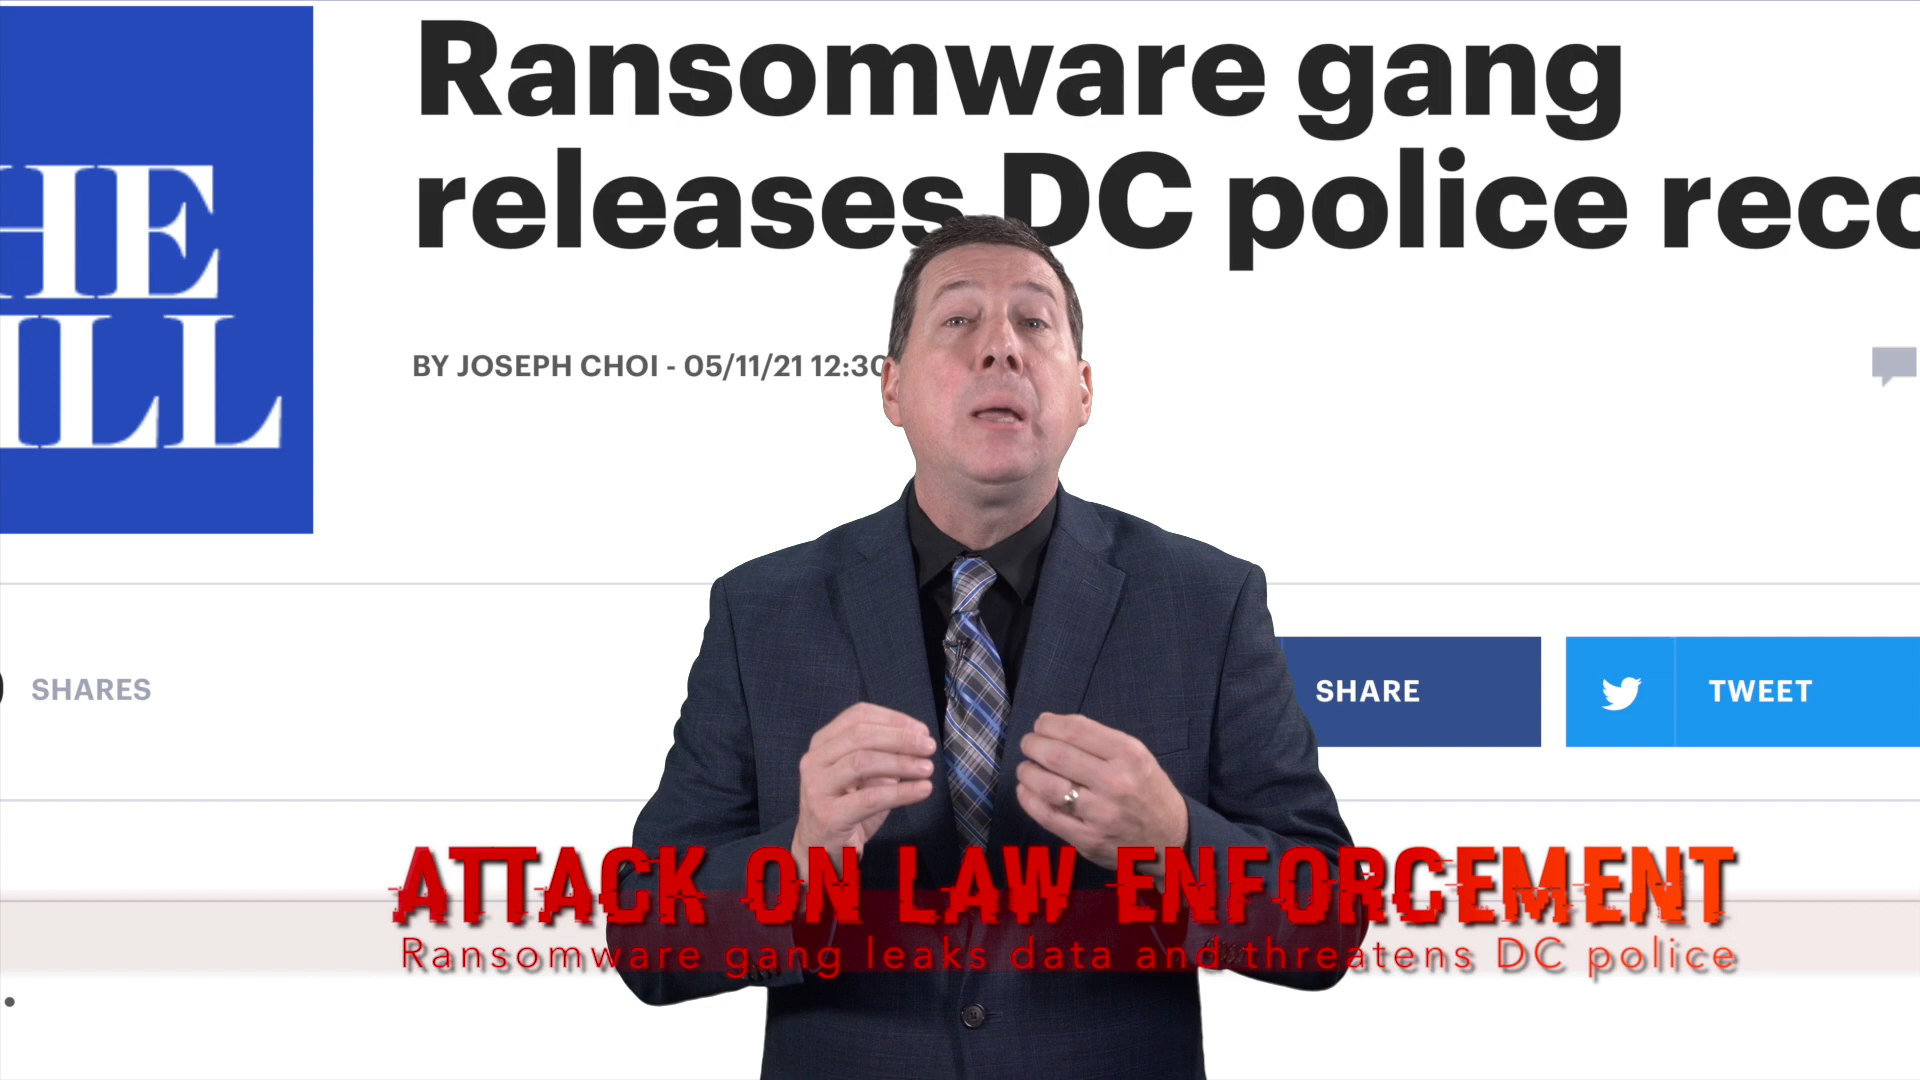 HE
ILL
Ransomware gang
releases DC police reco
BY JOSEPH CHOI - 05/11/21 12:30
SHARES
SHARE
TWEET
ATTACK ON LAW ENFORCEMENT
Ransomware gang leaks data and threatens DC police